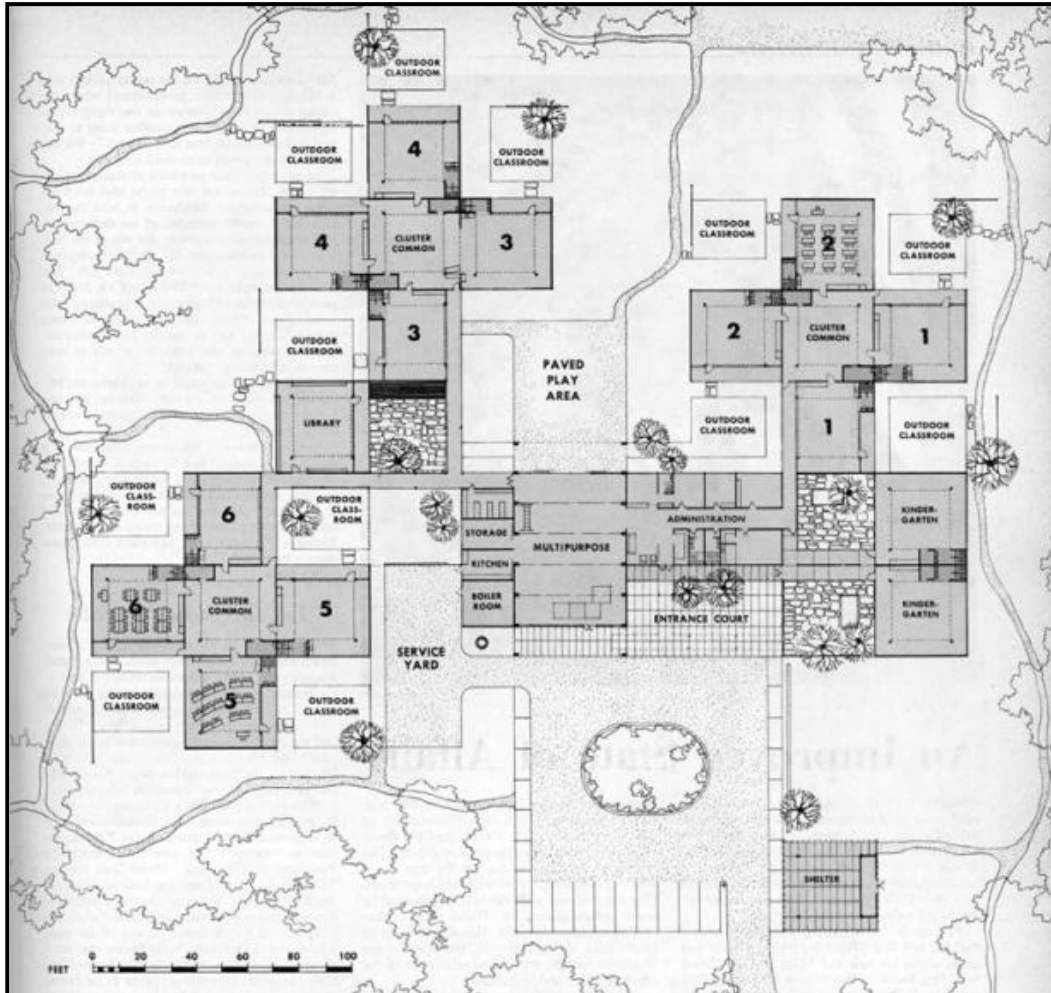 OUTDOOR
CLASSROOM
OUTDOOR
CLASSROOM
4
OUTDOOR
CLASSROOM
4
CLUSTER
COMMON
3
OUTDOOR
CLASSROOM
2
OUTDOOR
CLASSROOM
OUTDOOR
CLASSROOM
3
2
CLUSTER
COMMON
1
PAVED
PLAY
AREA
LIBRARY
OUTDOOR
CLASSROOM
1
OUTDOOR
CLASSROOM
OUTDOOR
CLASS-
ROOM
6
OUTDOOR
CLASS-
ROOM
STORAGE
MULTIPURPOSE
ADMINISTRATION
KINDER-
GARTEN
KITCHEN
6
CLUSTER
COMMON
5
BOILER
ROOM
ENTRANCE COURT
KINDER-
GARTEN
SERVICE
YARD
OUTDOOR
CLASSROOM
5
OUTDOOR
CLASSROOM
SHELTER
FEET 0 20 40 60 80 100